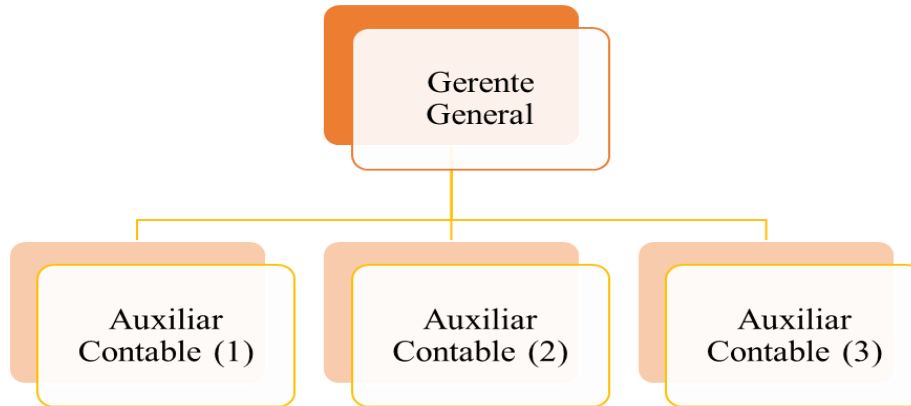 Gerente
General
Auxiliar
Contable (1)
Auxiliar
Contable (2)
Auxiliar
Contable (3)